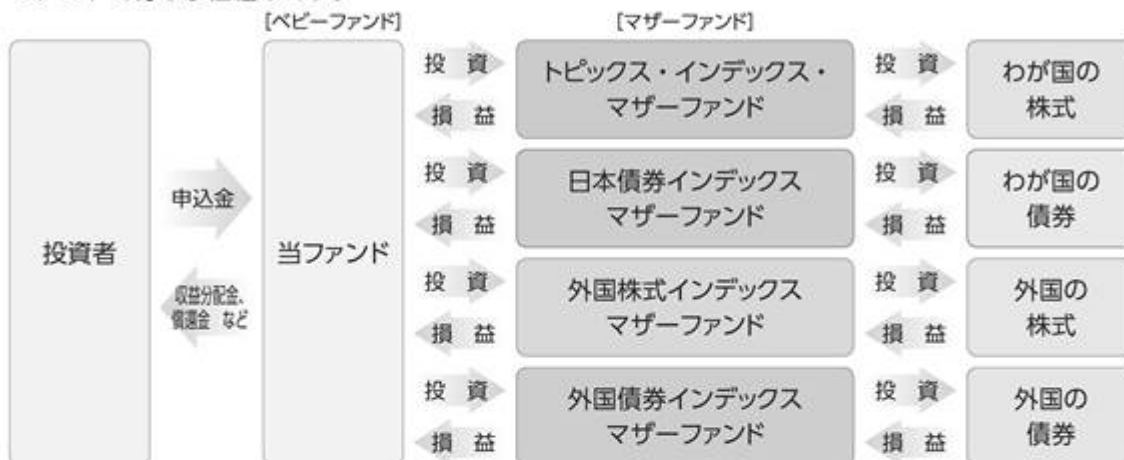 [ベビーファンド]
[マザーファンド]
投資者
申込金
収益分配金、
償還金 など
当ファンド
投 資
損 益
トピックス・インデックス・
マザーファンド
投 資
損 益
わが国の
株式
投 資
損 益
日本債券インデックス
マザーファンド
投 資
損 益
わが国の
債券
投 資
損 益
外国株式インデックス
マザーファンド
投 資
損 益
外国の
株式
投 資
損 益
外国債券インデックス
マザーファンド
投 資
損 益
外国の
債券